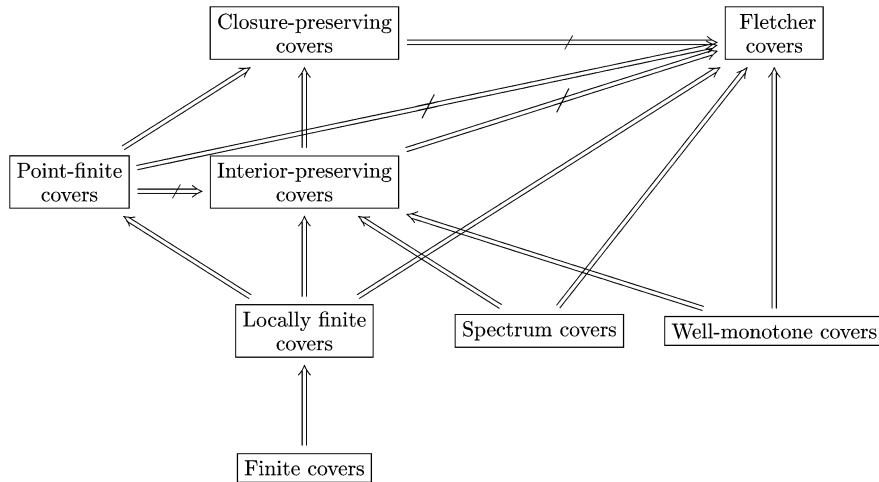 Closure-preserving
covers
Fletcher
covers
Point-finite
covers
Interior-preserving
covers
Locally finite
covers
Spectrum covers
Well-monotone covers
Finite covers